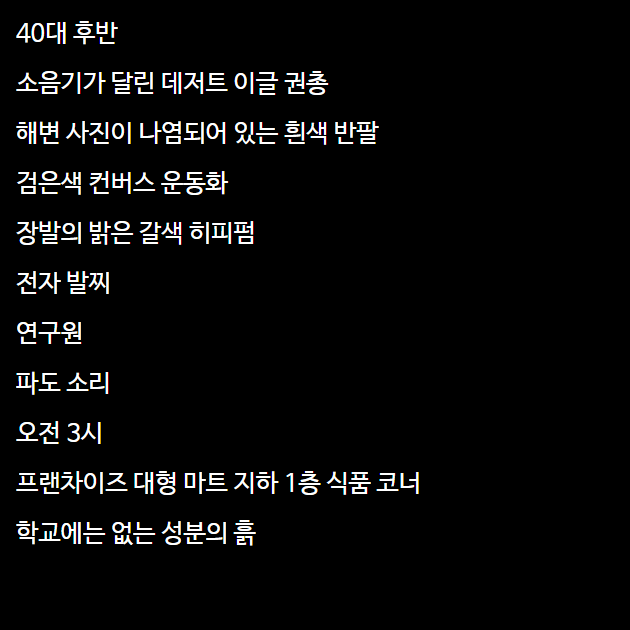 40대 후반
소음기가 달린 데저트 이글 권총
해변 사진이 나염되어 있는 흰색 반팔
검은색 컨버스 운동화
장발의 밝은 갈색 히피펌
전자 발찌
연구원
파도 소리
오전 3시
프랜차이즈 대형 마트 지하 1층 식품 코너
학교에는 없는 성분의 흙